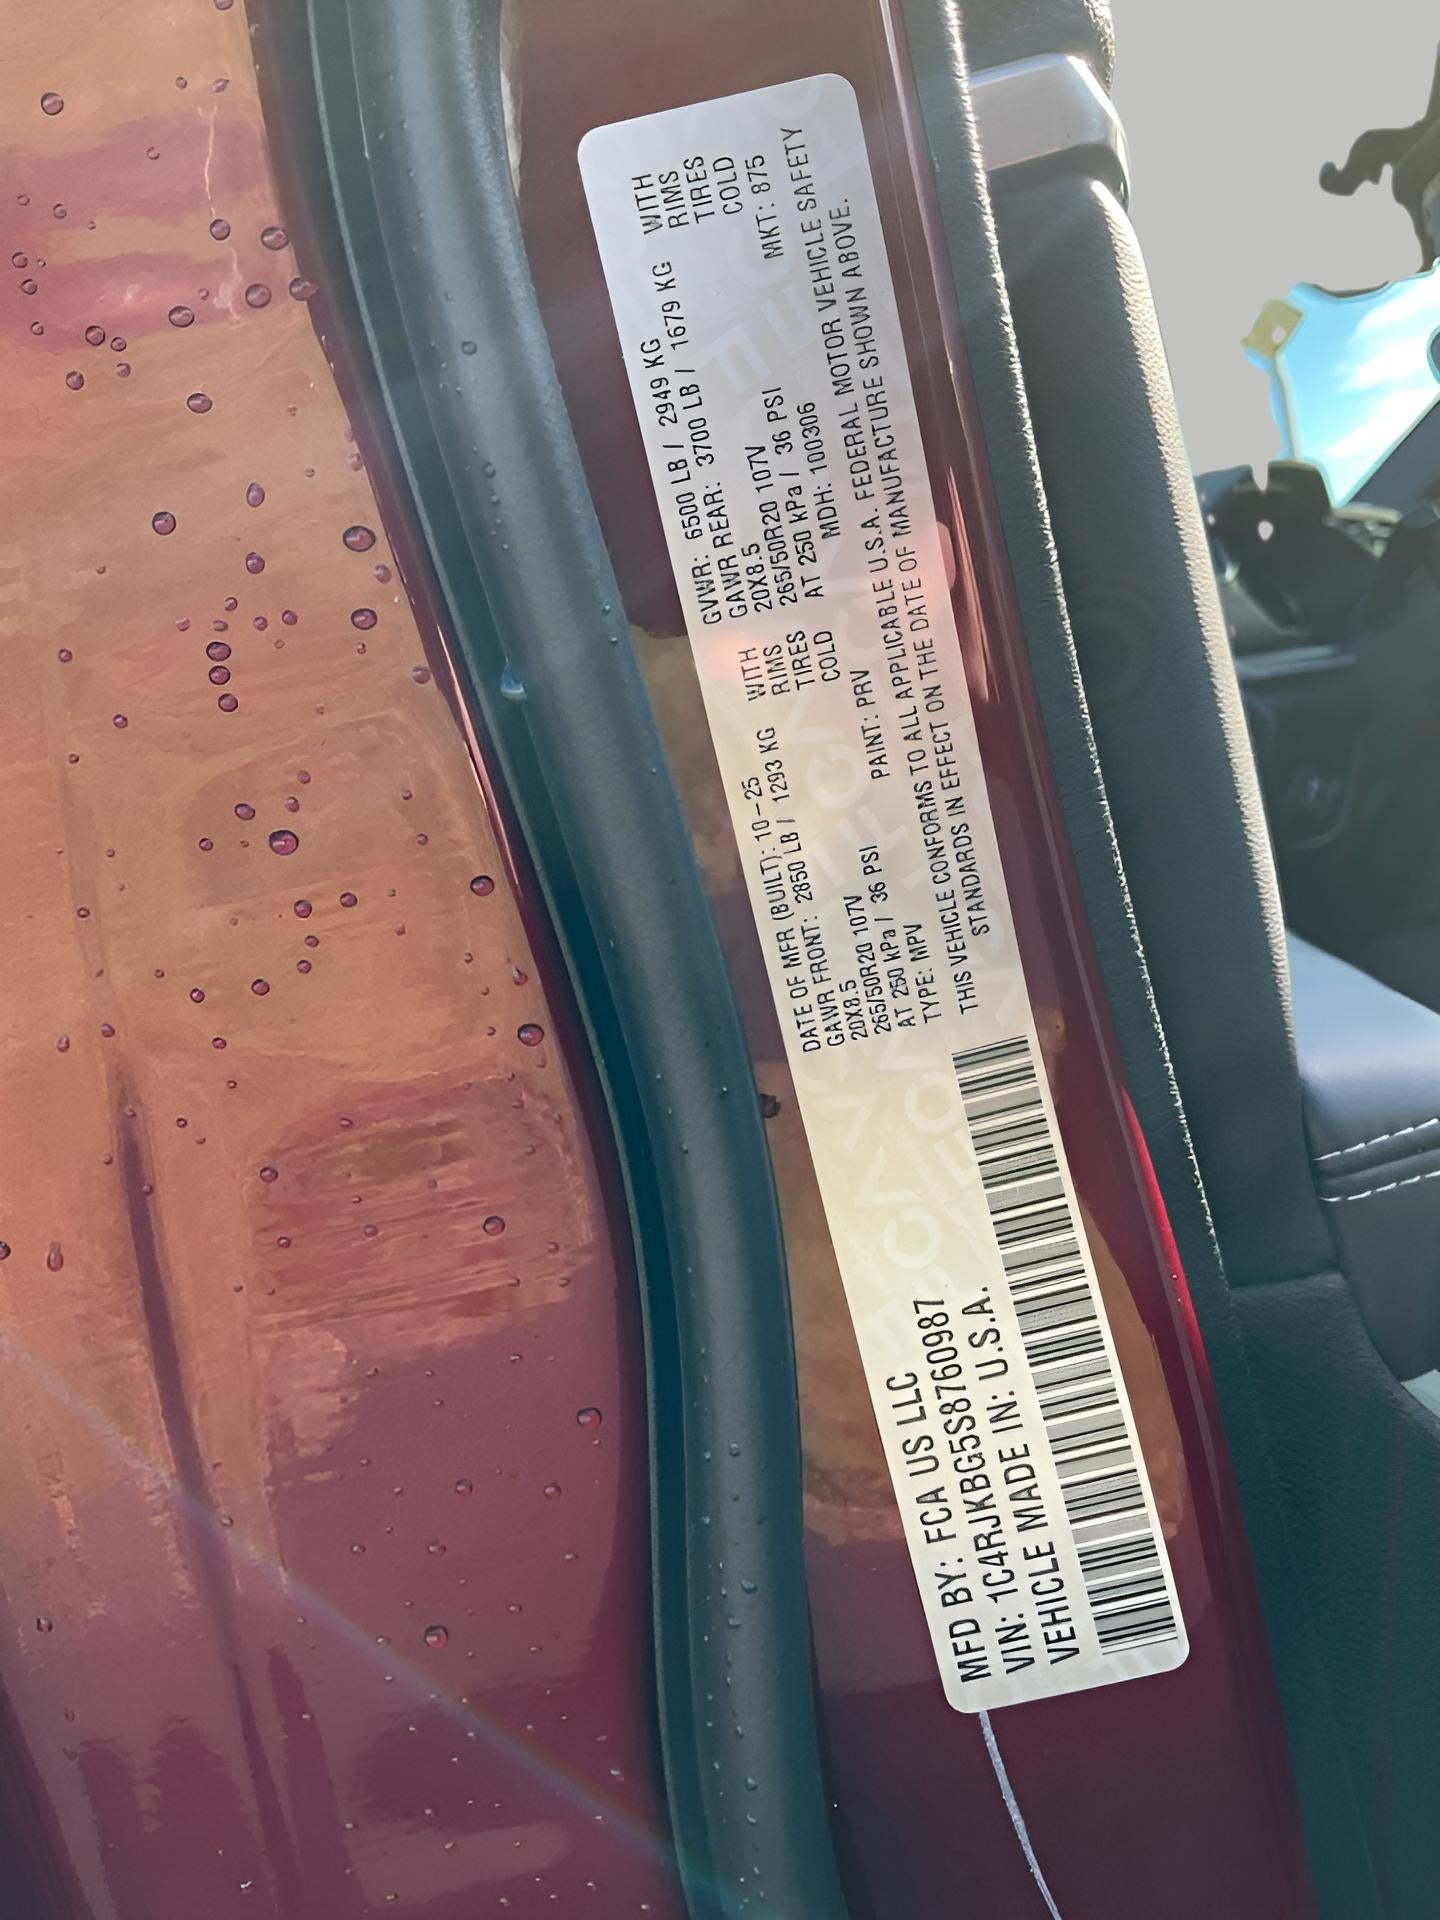 MFD BY: FCA US LLC
VIN: 1C4RJKBG5S8760987
VEHICLE MADE IN: U.S.A.
DATE OF MFR (BUILT): 10-25 GVWR: 6500 LB / 2949 KG
GAWR FRONT: 2850 LB / 1293 KG WITH GAWR REAR: 3700 LB / 1679 KG WITH
20X8.5 RIMS 20X8.5 RIMS
265/50R20 107V TIRES 265/50R20 107V TIRES
AT 250 kPa / 36 PSI COLD AT 250 kPa / 36 PSI COLD
TYPE: MPV PAINT: PRV MDH: 100306 MKT: 875
THIS VEHICLE CONFORMS TO ALL APPLICABLE U.S.A. FEDERAL MOTOR VEHICLE SAFETY
STANDARDS IN EFFECT ON THE DATE OF MANUFACTURE SHOWN ABOVE.